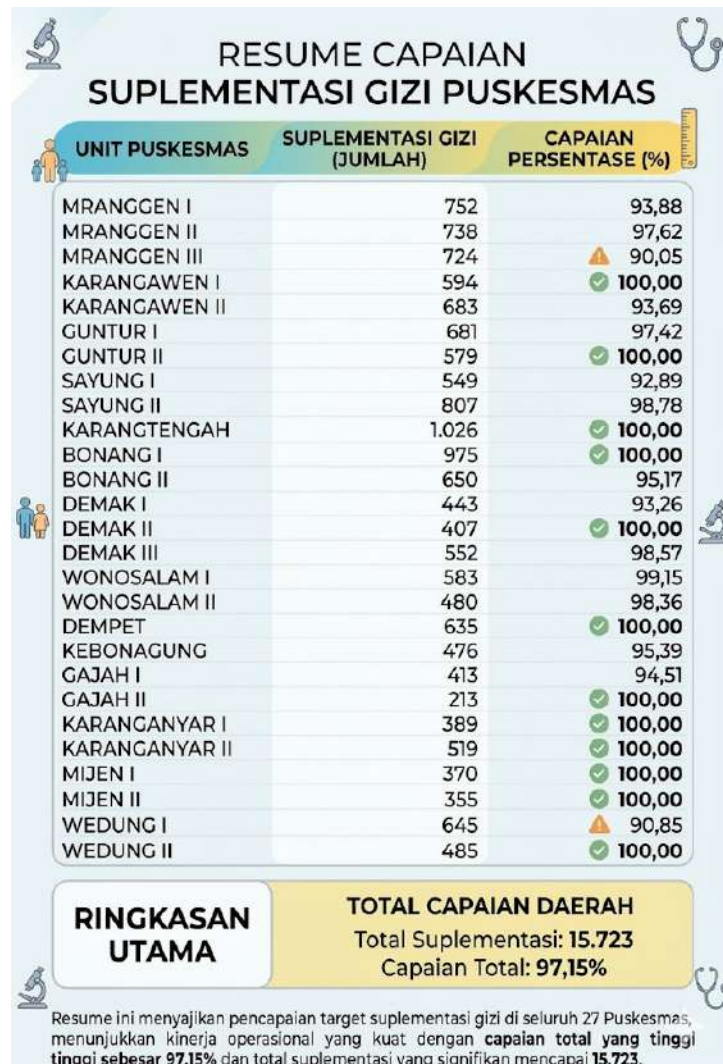 RESUME CAPAIAN
SUPLEMENTASI GIZI PUSKESMAS
UNIT PUSKESMAS SUPLEMENTASI GIZI (JUMLAH) CAPAIAN PERSENTASE (%)
MRANGGEN I 752 93,88
MRANGGEN II 738 97,62
MRANGGEN III 724 90,05
KARANGAWEN I 594 100,00
KARANGAWEN II 683 93,69
GUNTUR I 681 97,42
GUNTUR II 579 100,00
SAYUNG I 549 92,89
SAYUNG II 807 98,78
KARANGTENGAH 1.026 100,00
BONANG I 975 100,00
BONANG II 650 95,17
DEMAK I 443 93,26
DEMAK II 407 100,00
DEMAK III 552 98,57
WONOSALAM I 583 99,15
WONOSALAM II 480 98,36
DEMPET 635 100,00
KEBONAGUNG 476 95,39
GAJAH I 413 94,51
GAJAH II 213 100,00
KARANGANYAR I 389 100,00
KARANGANYAR II 519 100,00
MIJEN I 370 100,00
MIJEN II 355 100,00
WEDUNG I 645 90,85
WEDUNG II 485 100,00
RINGKASAN
UTAMA
TOTAL CAPAIAN DAERAH
Total Suplementasi: 15.723
Capaian Total: 97,15%
Resume ini menyajikan pencapaian target suplementasi gizi di seluruh 27 Puskesmas,
menunjukkan kinerja operasional yang kuat dengan capaian total yang tinggi
tinggi sebesar 97,15% dan total suplementasi yang signifikan mencapai 15.723.